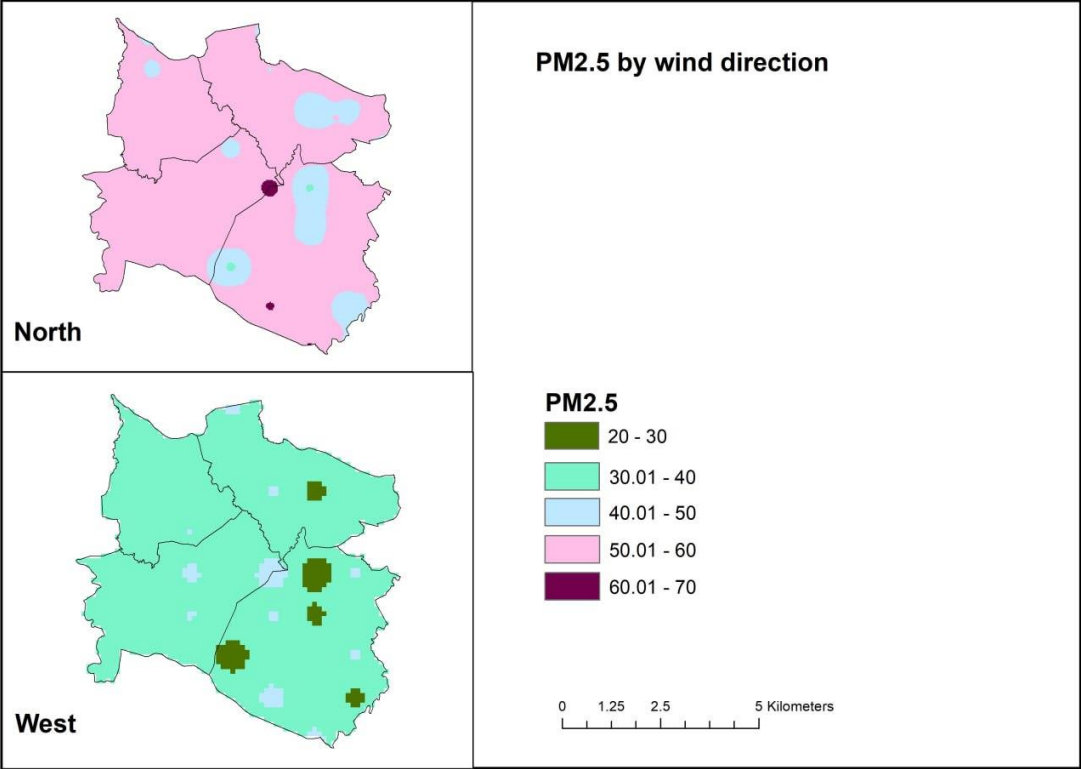 PM2.5 by wind direction
North
PM2.5
20 - 30
30.01 - 40
40.01 - 50
50.01 - 60
60.01 - 70
West
0 1.25 2.5 5 Kilometers